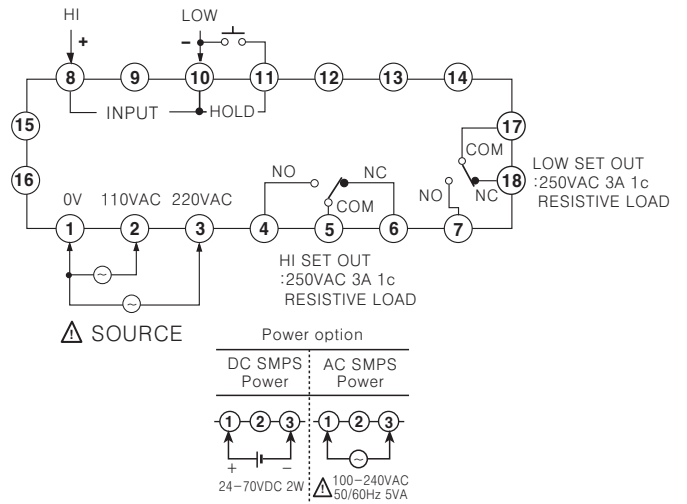 HI LOW
+ −
8 9 10 11 12 13 14
INPUT HOLD
15
17
COM
16
18
LOW SET OUT
:250VAC 3A 1c
RESISTIVE LOAD
NO NC
NO NC
COM
0V 110VAC 220VAC
1 2 3 4 5 6 7
HI SET OUT
:250VAC 3A 1c
RESISTIVE LOAD
! SOURCE
Power option
DC SMPS
Power
AC SMPS
Power
1 2 3 1 2 3
+ −
24−70VDC 2W
! 100−240VAC
50/60Hz 5VA